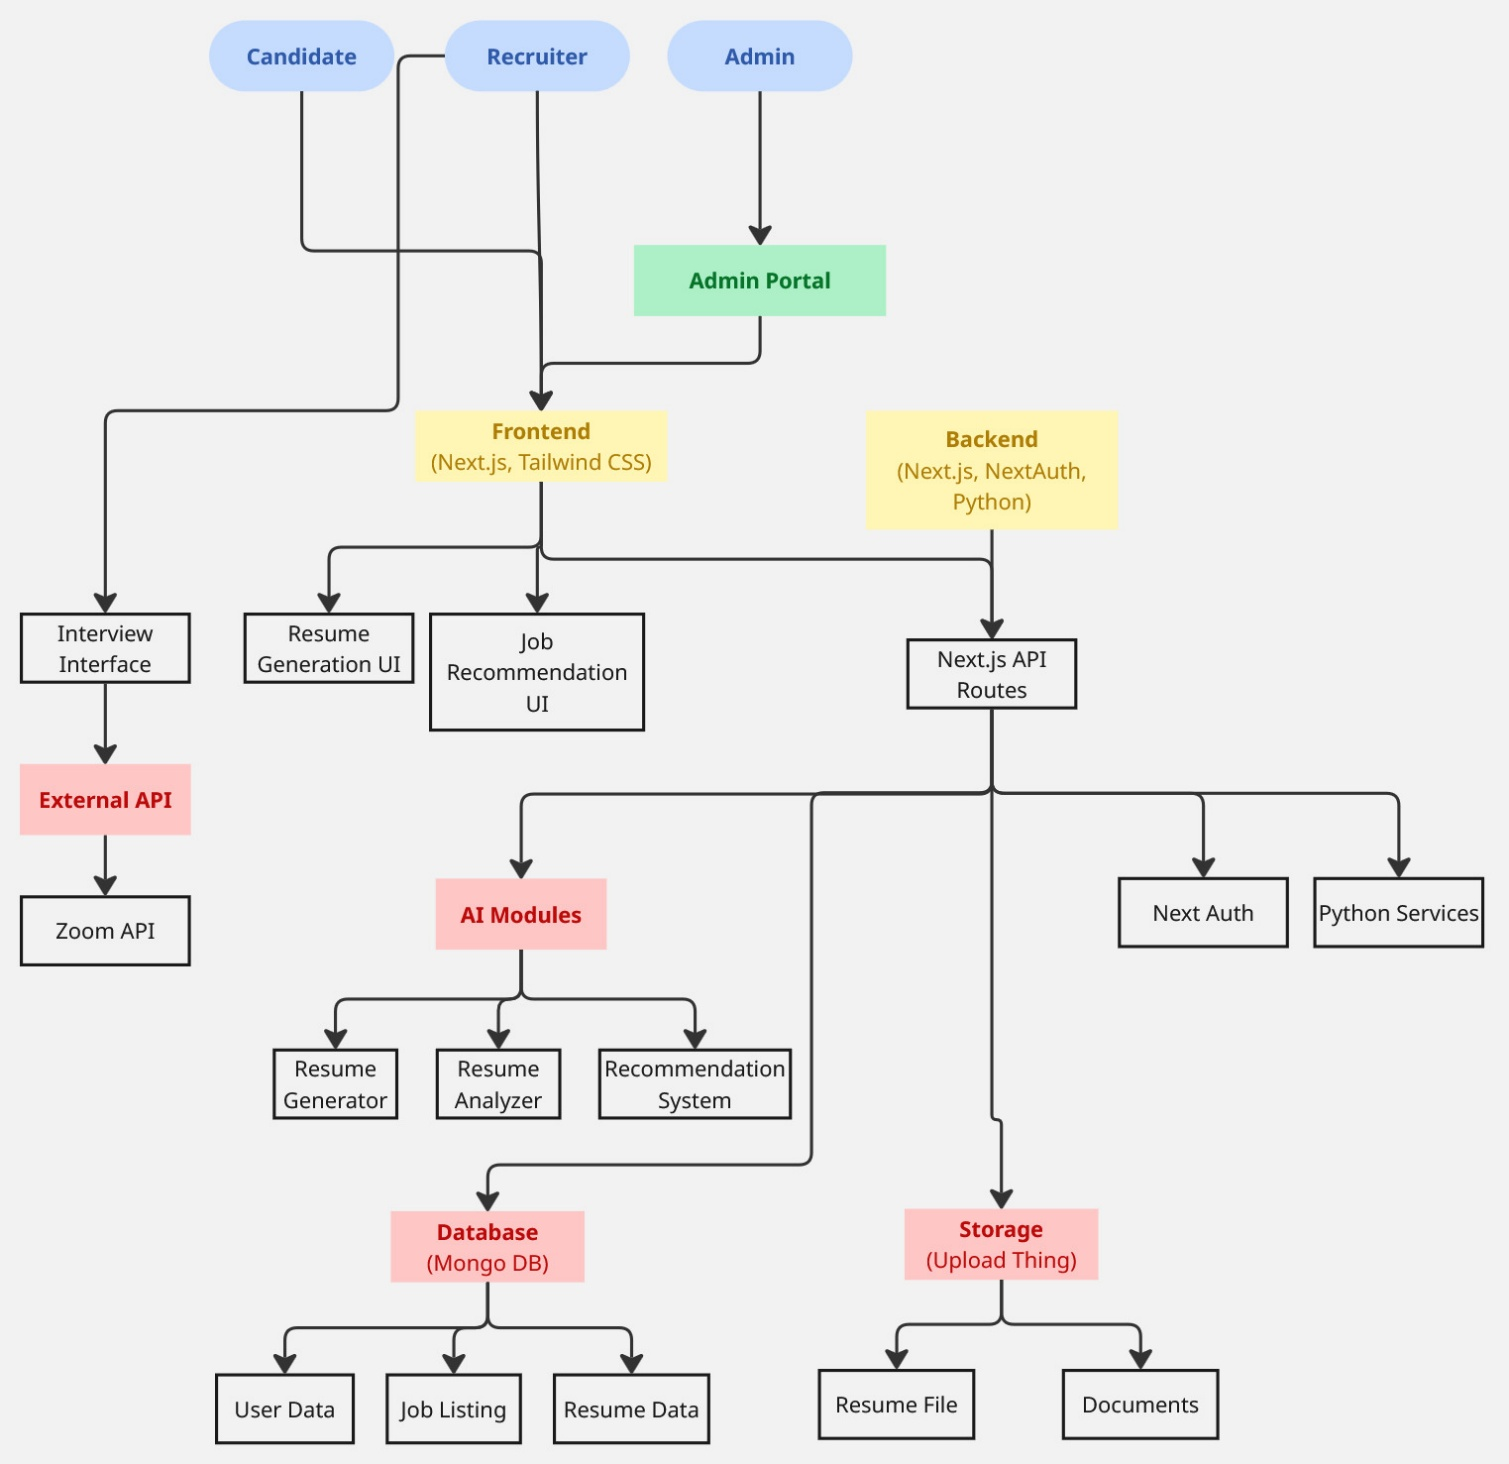 Candidate
Recruiter
Admin
Admin Portal
Frontend
(Next.js, Tailwind CSS)
Backend
(Next.js, NextAuth,
Python)
Interview
Interface
Resume
Generation UI
Job
Recommendation
UI
Next.js API
Routes
External API
Zoom API
AI Modules
Next Auth
Python Services
Resume
Generator
Resume
Analyzer
Recommendation
System
Database
(Mongo DB)
Storage
(Upload Thing)
User Data
Job Listing
Resume Data
Resume File
Documents